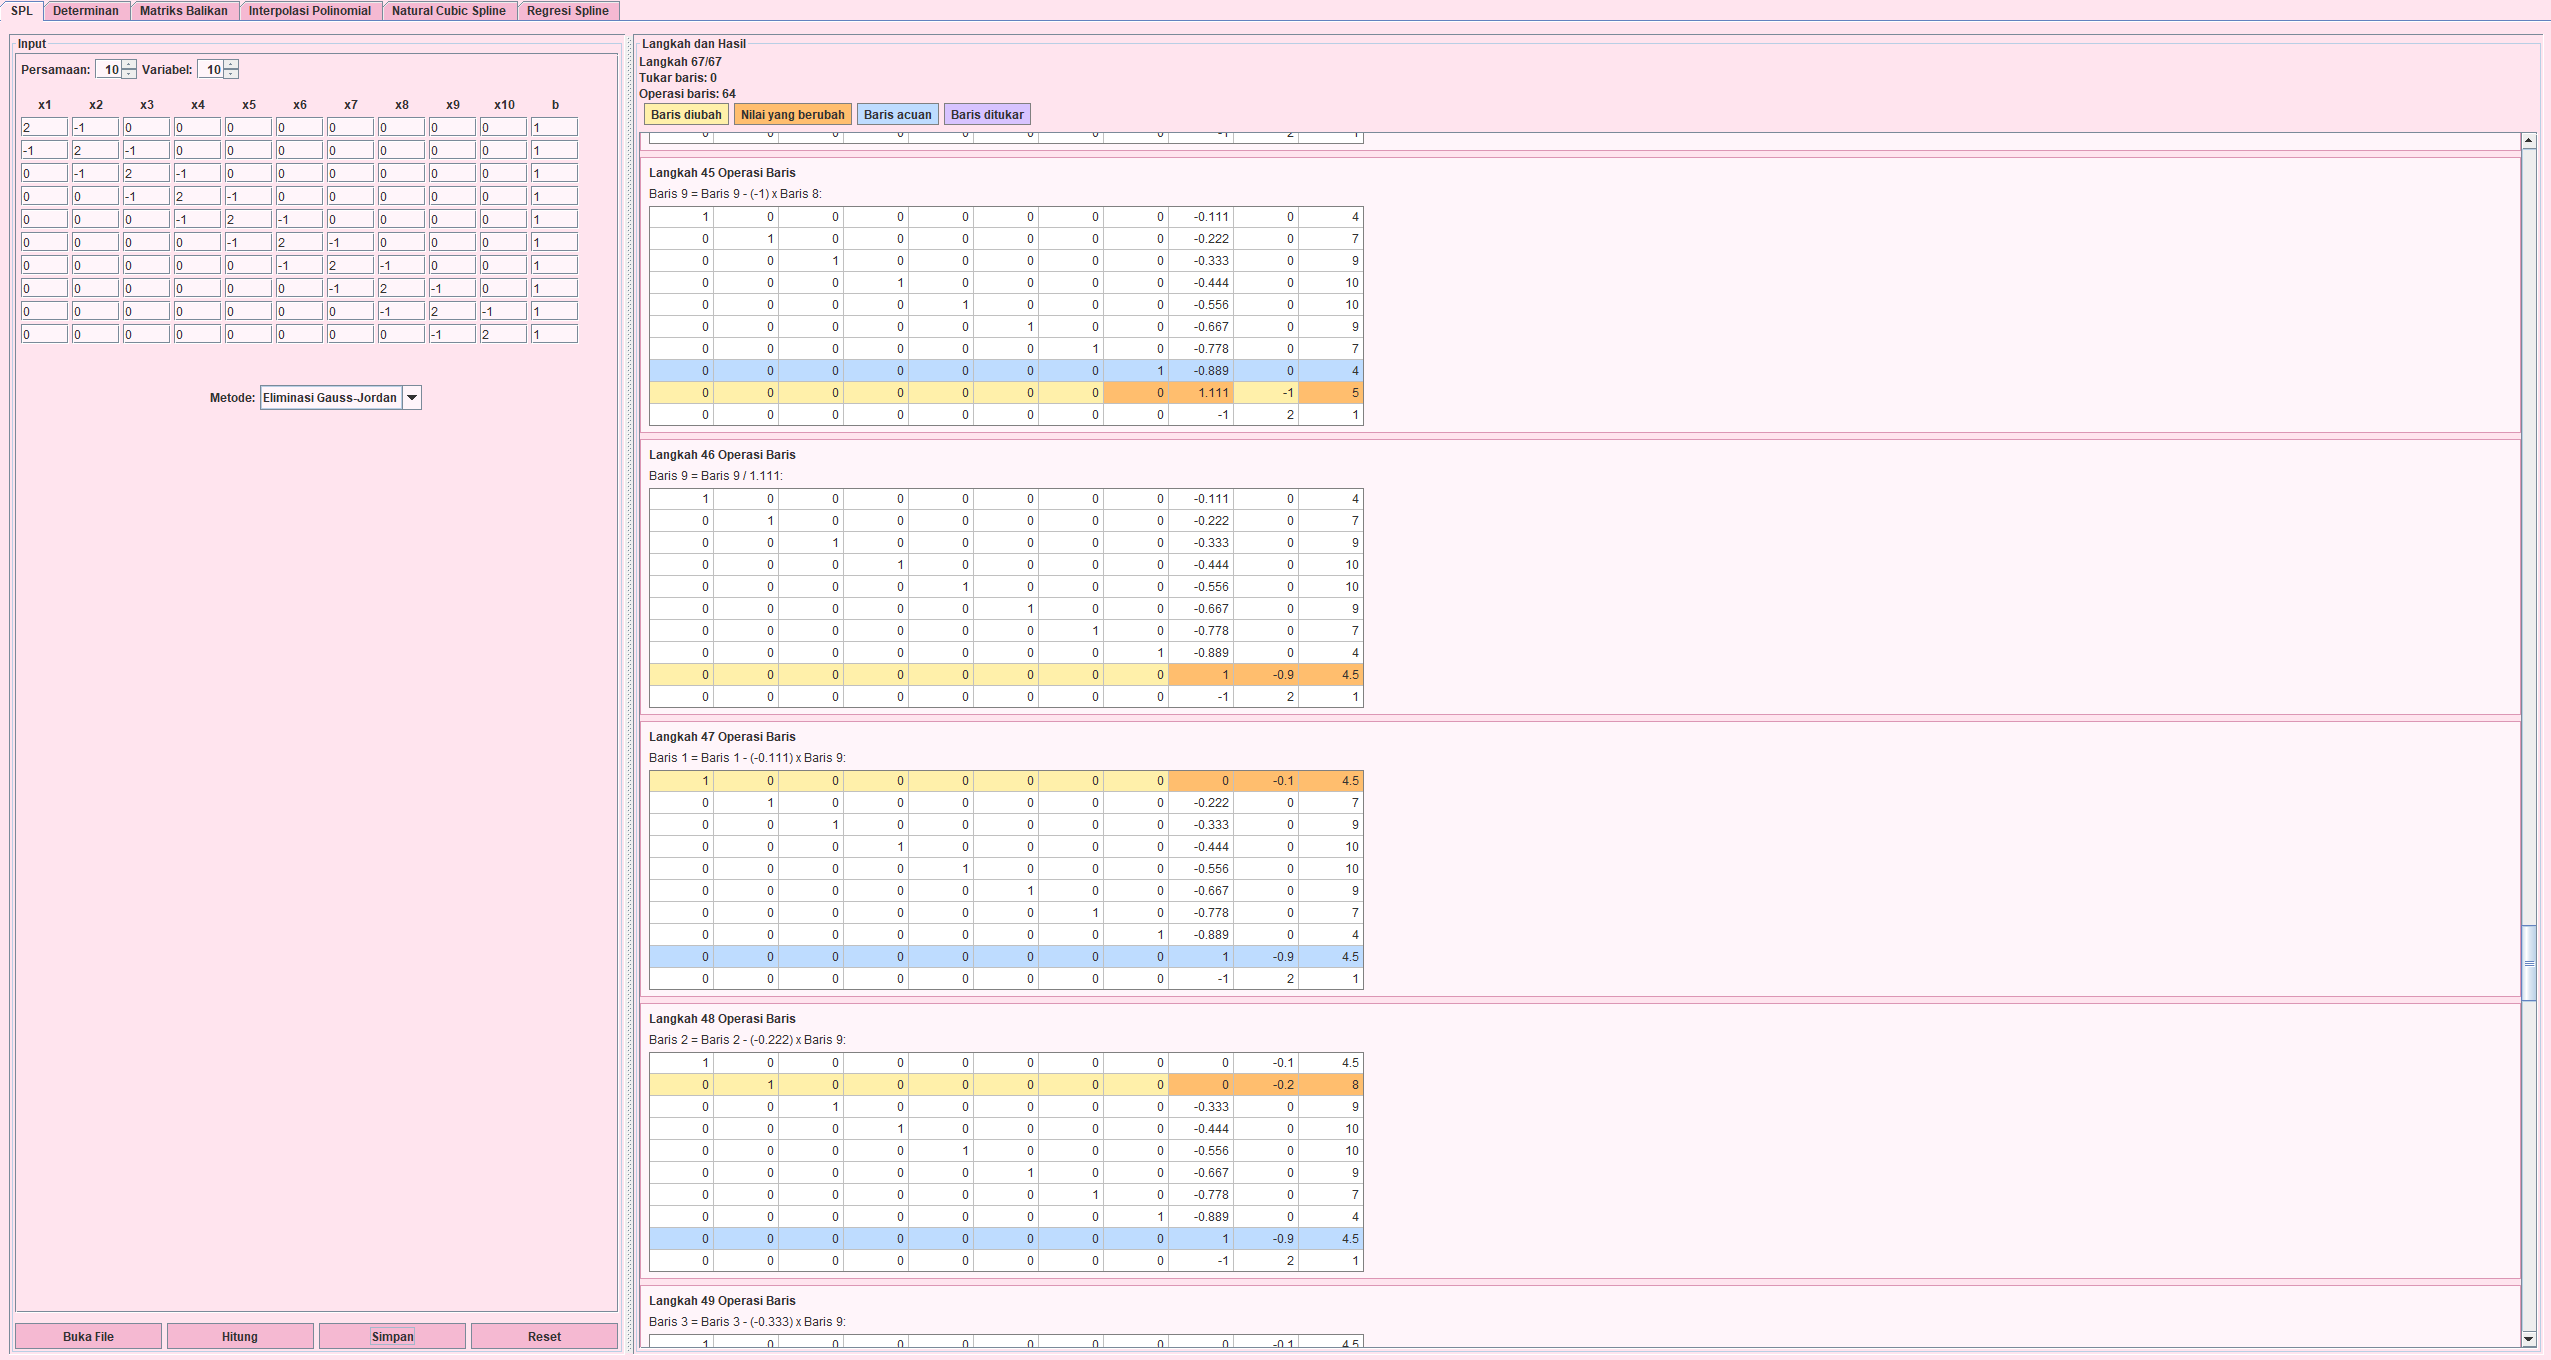 SPL Determinan Matriks Balikan Interpolasi Polinomial Natural Cubic Spline Regresi Spline
Input
Persamaan: 10 Variabel: 10
x1 x2 x3 x4 x5 x6 x7 x8 x9 x10 b
2 -1 0 0 0 0 0 0 0 0 1
-1 2 -1 0 0 0 0 0 0 0 1
0 -1 2 -1 0 0 0 0 0 0 1
0 0 -1 2 -1 0 0 0 0 0 1
0 0 0 -1 2 -1 0 0 0 0 1
0 0 0 0 -1 2 -1 0 0 0 1
0 0 0 0 0 -1 2 -1 0 0 1
0 0 0 0 0 0 -1 2 -1 0 1
0 0 0 0 0 0 0 -1 2 -1 1
0 0 0 0 0 0 0 0 -1 2 1
Metode: Eliminasi Gauss-Jordan
Buka File Hitung Simpan Reset
Langkah dan Hasil
Langkah 67/67
Tukar baris: 0
Operasi baris: 64
Baris diubah Nilai yang berubah Baris acuan Baris ditukar
0 0 0 0 0 0 0 0 -1 2 1
Langkah 45 Operasi Baris
Baris 9 = Baris 9 - (-1) x Baris 8:
1 0 0 0 0 0 0 0 -0.111 0 4
0 1 0 0 0 0 0 0 -0.222 0 7
0 0 1 0 0 0 0 0 -0.333 0 9
0 0 0 1 0 0 0 0 -0.444 0 10
0 0 0 0 1 0 0 0 -0.556 0 10
0 0 0 0 0 1 0 0 -0.667 0 9
0 0 0 0 0 0 1 0 -0.778 0 7
0 0 0 0 0 0 0 1 -0.889 0 4
0 0 0 0 0 0 0 0 1.111 -1 5
0 0 0 0 0 0 0 0 -1 2 1
Langkah 46 Operasi Baris
Baris 9 = Baris 9 / 1.111:
1 0 0 0 0 0 0 0 -0.111 0 4
0 1 0 0 0 0 0 0 -0.222 0 7
0 0 1 0 0 0 0 0 -0.333 0 9
0 0 0 1 0 0 0 0 -0.444 0 10
0 0 0 0 1 0 0 0 -0.556 0 10
0 0 0 0 0 1 0 0 -0.667 0 9
0 0 0 0 0 0 1 0 -0.778 0 7
0 0 0 0 0 0 0 1 -0.889 0 4
0 0 0 0 0 0 0 0 1 -0.9 4.5
0 0 0 0 0 0 0 0 -1 2 1
Langkah 47 Operasi Baris
Baris 1 = Baris 1 - (-0.111) x Baris 9:
1 0 0 0 0 0 0 0 0 -0.1 4.5
0 1 0 0 0 0 0 0 -0.222 0 7
0 0 1 0 0 0 0 0 -0.333 0 9
0 0 0 1 0 0 0 0 -0.444 0 10
0 0 0 0 1 0 0 0 -0.556 0 10
0 0 0 0 0 1 0 0 -0.667 0 9
0 0 0 0 0 0 1 0 -0.778 0 7
0 0 0 0 0 0 0 1 -0.889 0 4
0 0 0 0 0 0 0 0 1 -0.9 4.5
0 0 0 0 0 0 0 0 -1 2 1
Langkah 48 Operasi Baris
Baris 2 = Baris 2 - (-0.222) x Baris 9:
1 0 0 0 0 0 0 0 0 -0.1 4.5
0 1 0 0 0 0 0 0 0 -0.2 8
0 0 1 0 0 0 0 0 -0.333 0 9
0 0 0 1 0 0 0 0 -0.444 0 10
0 0 0 0 1 0 0 0 -0.556 0 10
0 0 0 0 0 1 0 0 -0.667 0 9
0 0 0 0 0 0 1 0 -0.778 0 7
0 0 0 0 0 0 0 1 -0.889 0 4
0 0 0 0 0 0 0 0 1 -0.9 4.5
0 0 0 0 0 0 0 0 -1 2 1
Langkah 49 Operasi Baris
Baris 3 = Baris 3 - (-0.333) x Baris 9:
1 0 0 0 0 0 0 0 0 -0.1 4.5